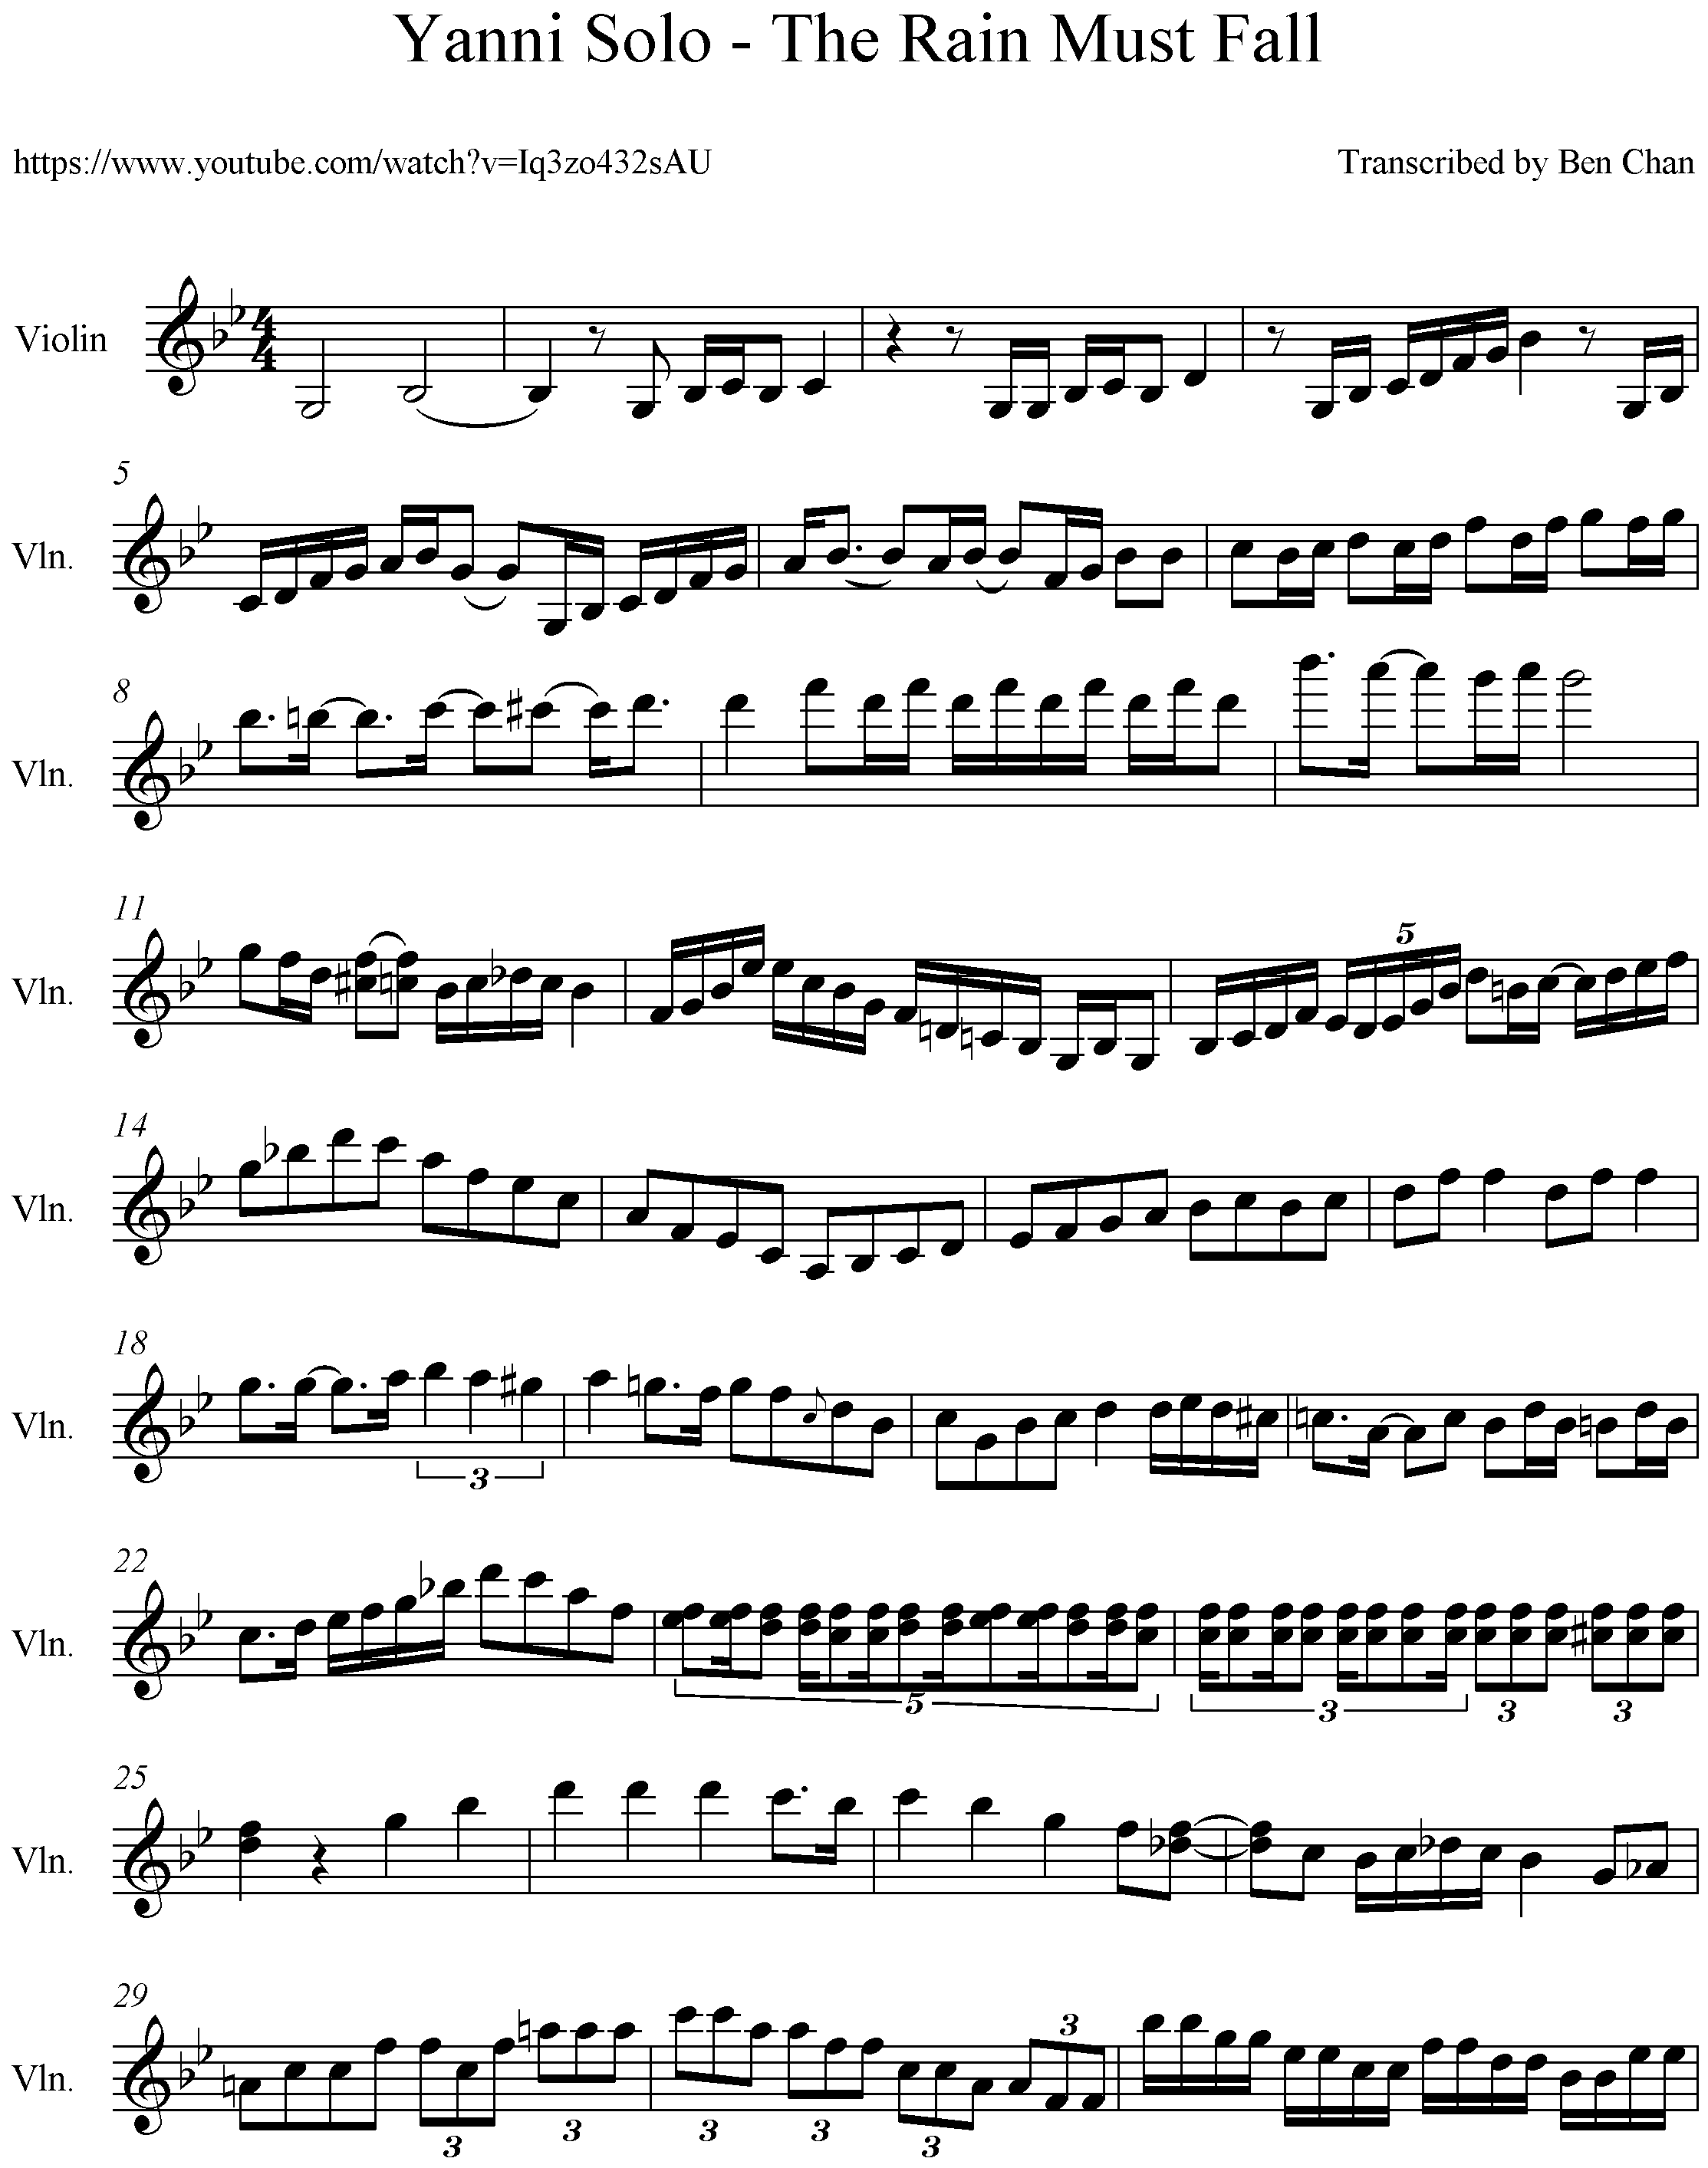 Yanni Solo - The Rain Must Fall
https://www.youtube.com/watch?v=Iq3zo432sAU
Transcribed by Ben Chan
Violin
4
4
5
Vln.
8
Vln.
11
5
Vln.
14
Vln.
18
Vln.
3
22
Vln.
5 3 3 3
25
Vln.
29
3
Vln.
3 3 3 3 3